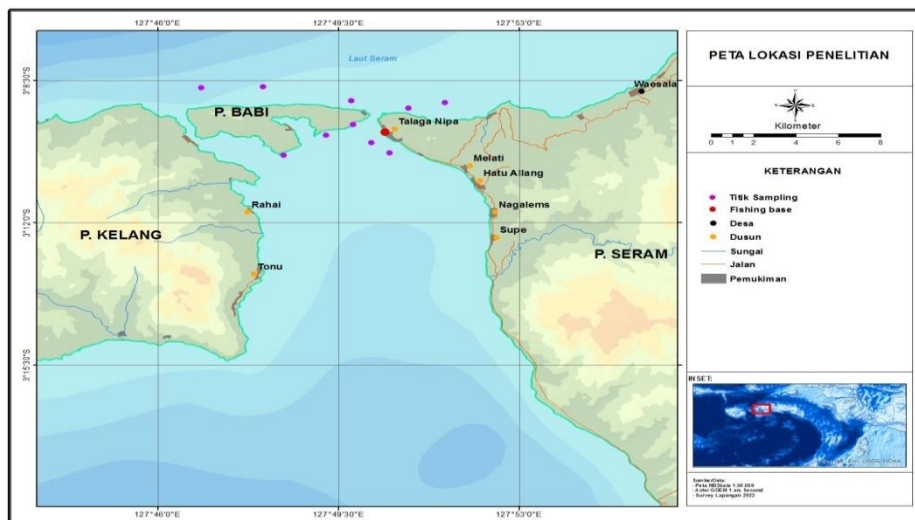 127°46'0"E 127°49'30"E 127°53'0"E
Laut Seram
3°8'30"S
Waesala
P. BABI
Talaga Nipa
Melati
Hatu Allang
Rahai
Nagalems
3°12'0"S
P. KELANG
Supe
P. SERAM
Tonu
3°15'30"S
127°46'0"E 127°49'30"E 127°53'0"E
PETA LOKASI PENELITIAN
Kilometer
0 2 4 6 8
KETERANGAN
Titik Sampling
Fishing base
Desa
Dusun
Sungai
Jalan
Pemukiman
INSET:
Survey Lapangan 2022